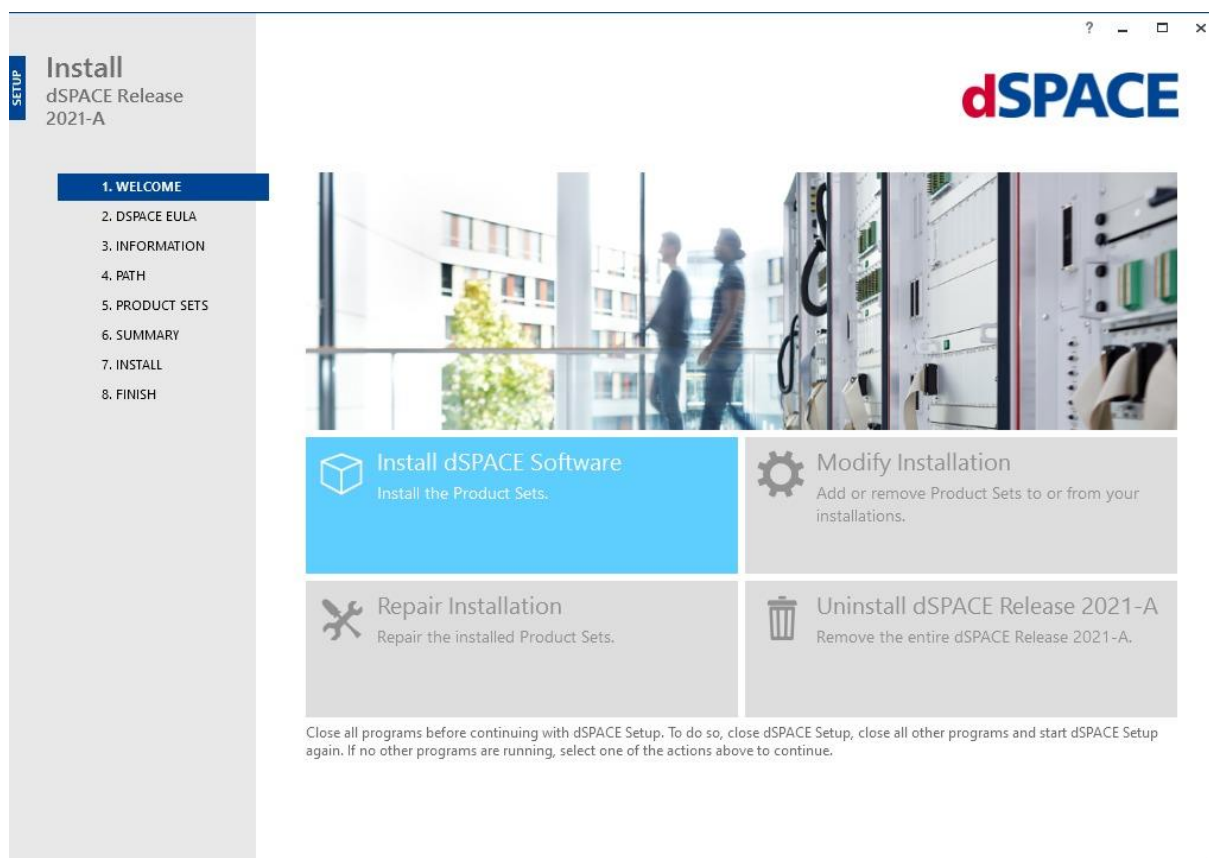 ?
SETUP
Install
dSPACE Release
2021-A
dSPACE
1. WELCOME
2. DSPACE EULA
3. INFORMATION
4. PATH
5. PRODUCT SETS
6. SUMMARY
7. INSTALL
8. FINISH
Install dSPACE Software
Install the Product Sets.
Modify Installation
Add or remove Product Sets to or from your
installations.
Repair Installation
Repair the installed Product Sets.
Uninstall dSPACE Release 2021-A
Remove the entire dSPACE Release 2021-A.
Close all programs before continuing with dSPACE Setup. To do so, close dSPACE Setup, close all other programs and start dSPACE Setup
again. If no other programs are running, select one of the actions above to continue.